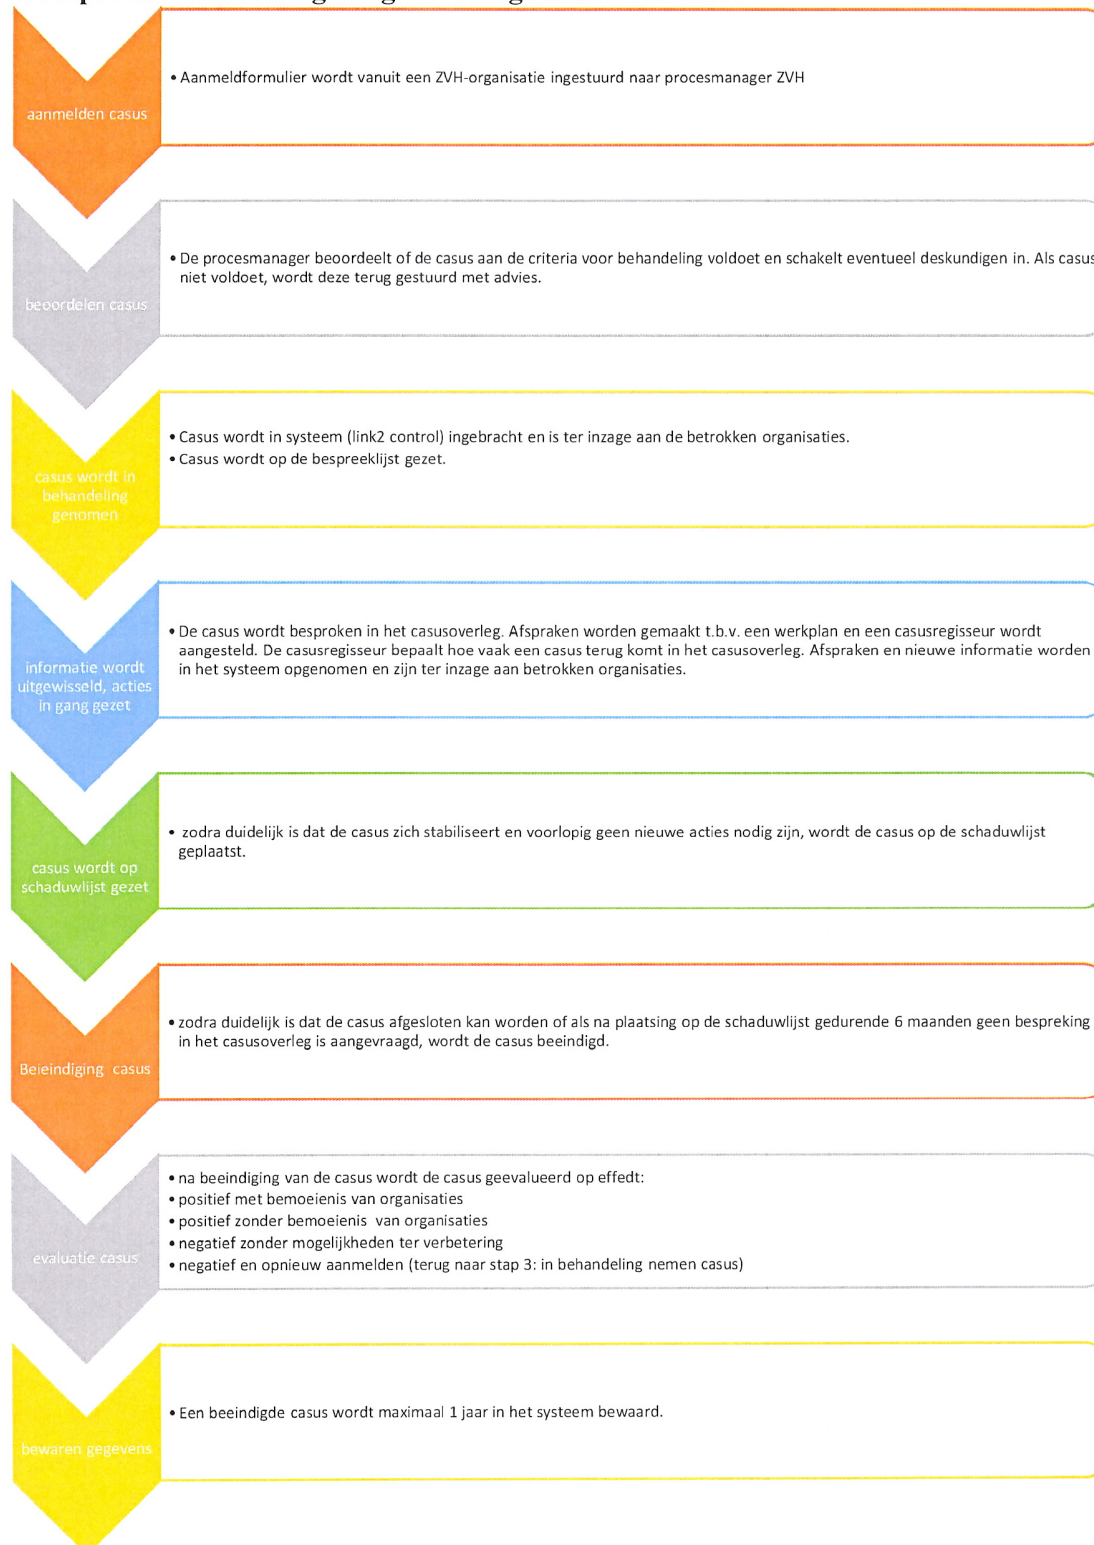 aanmelden casus
• Aanmeldformulier wordt vanuit een ZVH-organisatie ingestuurd naar procesmanager ZVH
beoordelen casus
• De procesmanager beoordeelt of de casus aan de criteria voor behandeling voldoet en schakelt eventueel deskundigen in. Als casus
niet voldoet, wordt deze terug gestuurd met advies.
casus wordt in
behandeling
genomen
• Casus wordt in systeem (link2 control) ingebracht en is ter inzage aan de betrokken organisaties.
• Casus wordt op de bespreeklijst gezet.
informatie wordt
uitgewisseld, acties
in gang gezet
• De casus wordt besproken in het casusoverleg. Afspraken worden gemaakt t.b.v. een werkplan en een casusregisseur wordt
aangesteld. De casusregisseur bepaalt hoe vaak een casus terug komt in het casusoverleg. Afspraken en nieuwe informatie worden
in het systeem opgenomen en zijn ter inzage aan betrokken organisaties.
casus wordt op
schaduwlijst gezet
• zodra duidelijk is dat de casus zich stabiliseert en voorlopig geen nieuwe acties nodig zijn, wordt de casus op de schaduwlijst
geplaatst.
Beieindiging casus
• zodra duidelijk is dat de casus afgesloten kan worden of als na plaatsing op de schaduwlijst gedurende 6 maanden geen bespreking
in het casusoverleg is aangevraagd, wordt de casus beeindigd.
evaluatie casus
• na beeindiging van de casus wordt de casus geevalueerd op effedt:
• positief met bemoeienis van organisaties
• positief zonder bemoeienis van organisaties
• negatief zonder mogelijkheden ter verbetering
• negatief en opnieuw aanmelden (terug naar stap 3: in behandeling nemen casus)
bewaren gegevens
• Een beeindigde casus wordt maximaal 1 jaar in het systeem bewaard.